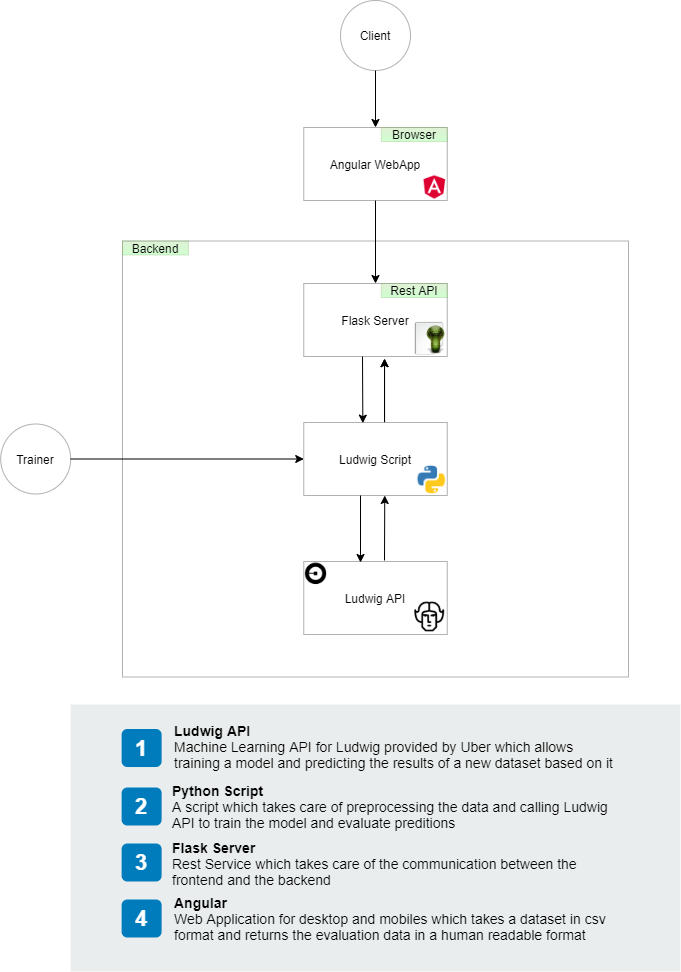 Client
Browser
Angular WebApp
Backend
Rest API
Flask Server
Trainer
Ludwig Script
Ludwig API
1
Ludwig API
Machine Learning API for Ludwig provided by Uber which allows
training a model and predicting the results of a new dataset based on it
2
Python Script
A script which takes care of preprocessing the data and calling Ludwig
API to train the model and evaluate preditions
3
Flask Server
Rest Service which takes care of the communication between the
frontend and the backend
4
Angular
Web Application for desktop and mobiles which takes a dataset in csv
format and returns the evaluation data in a human readable format